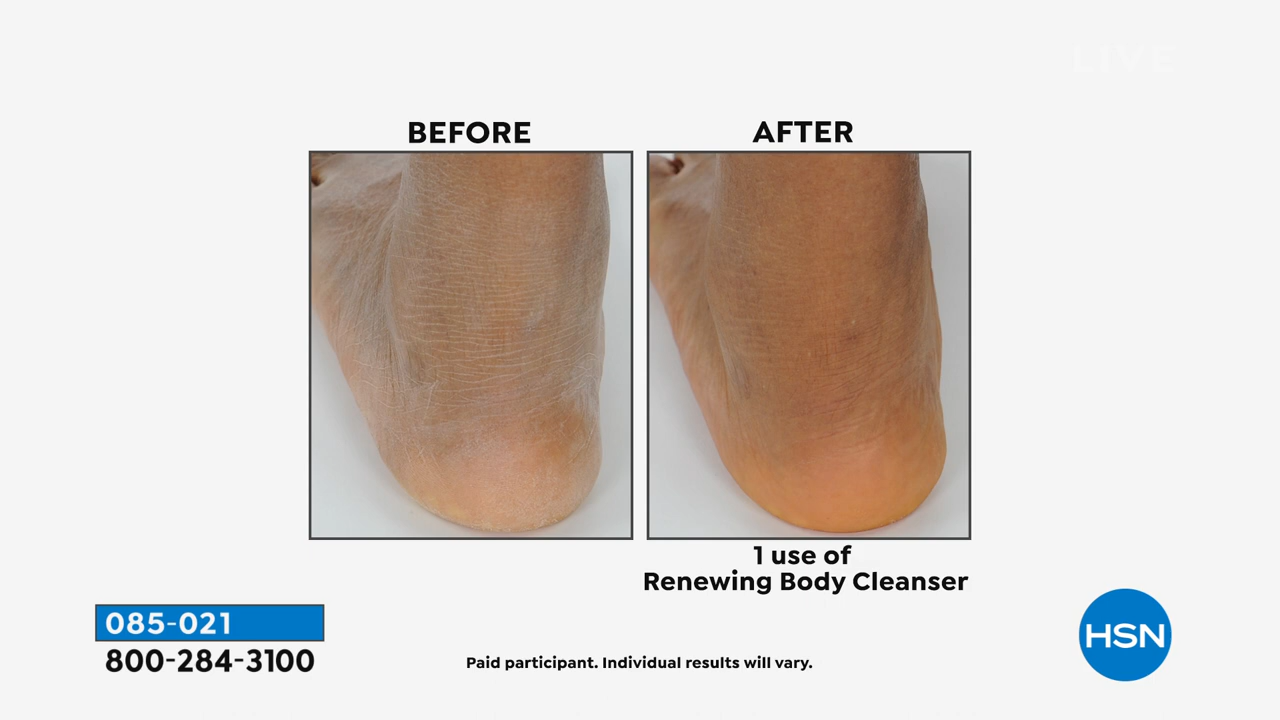 LIVE
BEFORE
AFTER
1 use of
Renewing Body Cleanser
085-021
800-284-3100
Paid participant. Individual results will vary.
HSN